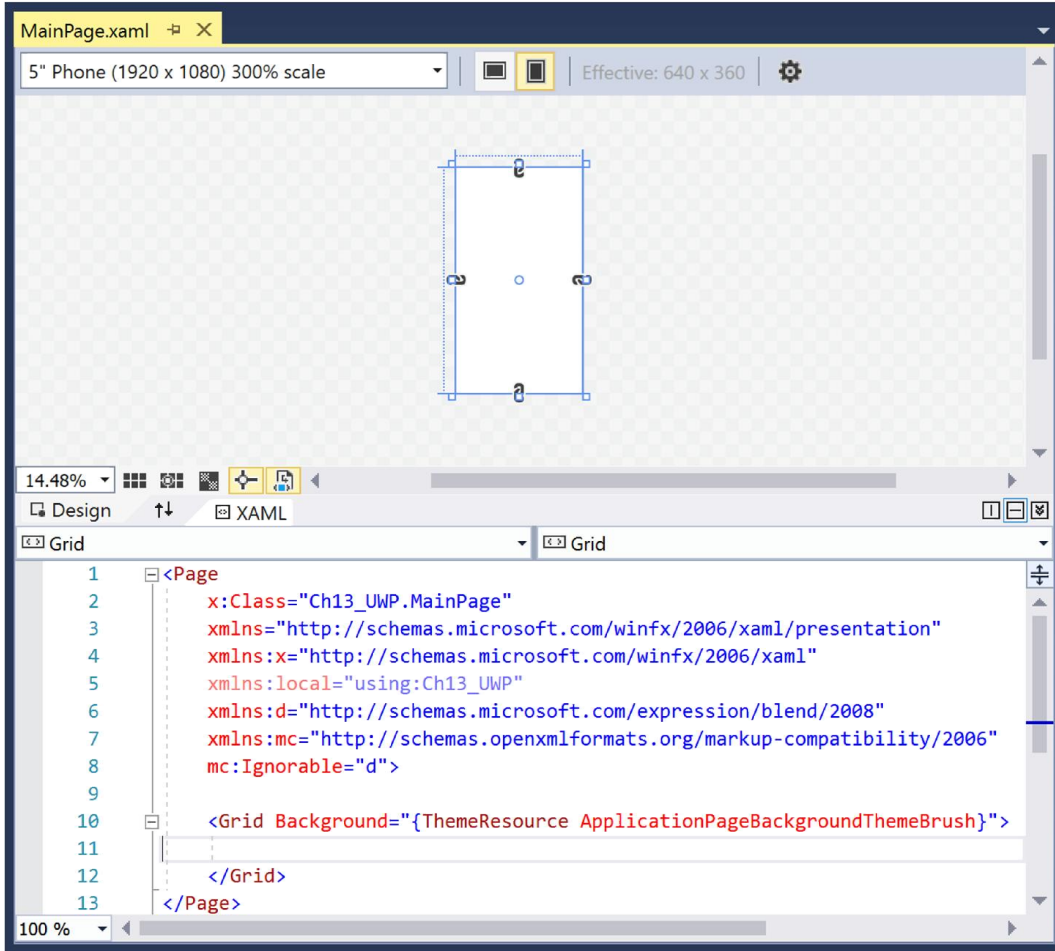 MainPage.xaml
5" Phone (1920 x 1080) 300% scale
Effective: 640 x 360
14.48%
Design
XAML
Grid
Grid
1 <Page
2 x:Class="Ch13_UWP.MainPage"
3 xmlns="http://schemas.microsoft.com/winfx/2006/xaml/presentation"
4 xmlns:x="http://schemas.microsoft.com/winfx/2006/xaml"
5 xmlns:local="using:Ch13_UWP"
6 xmlns:d="http://schemas.microsoft.com/expression/blend/2008"
7 xmlns:mc="http://schemas.openxmlformats.org/markup-compatibility/2006"
8 mc:Ignorable="d">
9
10 <Grid Background="{ThemeResource ApplicationPageBackgroundThemeBrush}">
11
12 </Grid>
13 </Page>
100 %